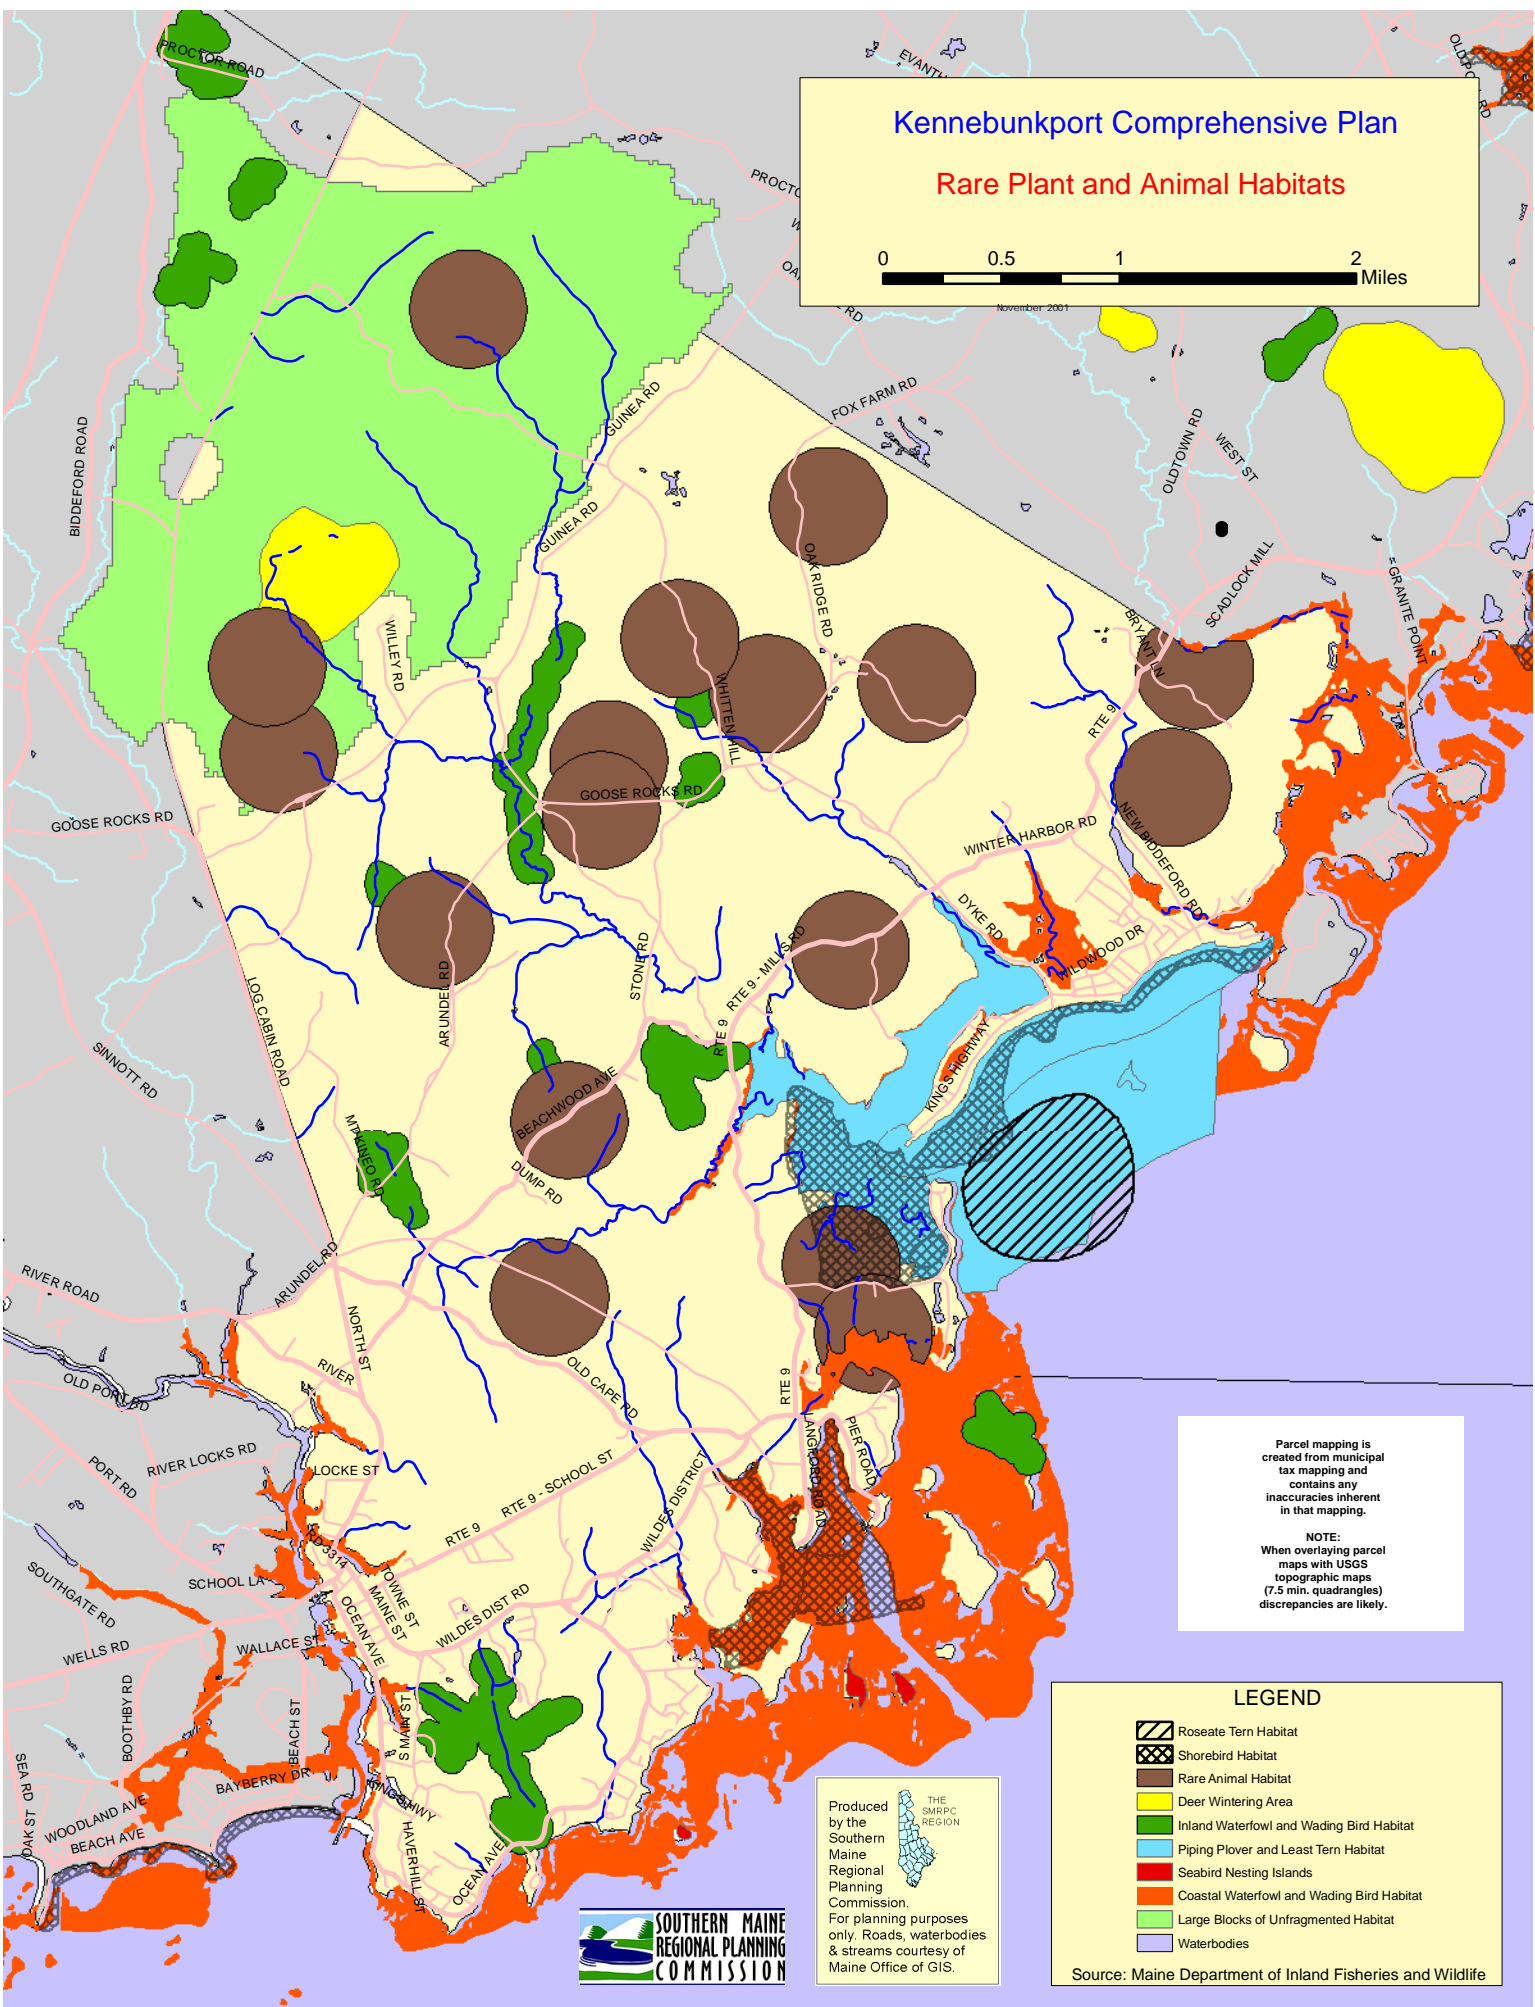 PROCTOR ROAD
EVANTH
OLD PO
RD
Kennebunkport Comprehensive Plan
Rare Plant and Animal Habitats
0 0.5 1 2
Miles
November 2001
PROCTO
W
OA
RD
FOX FARM RD
GUINEA RD
BIDDEFORD ROAD
OLDTOWN RD
WEST ST
GUINEA RD
OAK RIDGE RD
SCADLOCK MILL
GRANITE POINT
BRYANT LN
WILLEY RD
WHITTEN HILL
RTE 9
GOOSE ROCKS RD
GOOSE ROCKS RD
WINTER HARBOR RD
NEW BIDDEFORD RD
DYKE RD
WILDWOOD DR
STONE RD
RTE 9 - MILLS RD
RTE 9
ARUNDEL RD
LOG CABIN ROAD
SINNOTT RD
KINGS HIGHWAY
BEACHWOOD AVE
MT KINEO RD
DUMP RD
ARUNDEL RD
RIVER ROAD
NORTH ST
RIVER
OLD PORT RD
OLD CAPE RD
RTE 9
LANGFORD ROAD
PIER ROAD
RIVER LOCKS RD
PORT RD
LOCKE ST
RTE 9 - SCHOOL ST
RTE 9
WILDES DISTRICT
RD 3314
SCHOOL LA
SOUTHGATE RD
TOWNE ST
MAINE ST
OCEAN AVE
WILDES DIST RD
WELLS RD
WALLACE ST
BOOTHBY RD
BEACH ST
S MAIN ST
SEA RD
BAYBERRY DR
KINGS HWY
WOODLAND AVE
OAK ST
BEACH AVE
HAVERHILL ST
OCEAN AVE
Parcel mapping is
created from municipal
tax mapping and
contains any
inaccuracies inherent
in that mapping.
NOTE:
When overlaying parcel
maps with USGS
topographic maps
(7.5 min. quadrangles)
discrepancies are likely.
LEGEND
Roseate Tern Habitat
Shorebird Habitat
Rare Animal Habitat
Deer Wintering Area
Inland Waterfowl and Wading Bird Habitat
Piping Plover and Least Tern Habitat
Seabird Nesting Islands
Coastal Waterfowl and Wading Bird Habitat
Large Blocks of Unfragmented Habitat
Waterbodies
Source: Maine Department of Inland Fisheries and Wildlife
Produced
by the
Southern
Maine
Regional
Planning
Commission.
For planning purposes
only. Roads, waterbodies
& streams courtesy of
Maine Office of GIS.
THE
SMRPC
REGION
SOUTHERN MAINE
REGIONAL PLANNING
COMMISSION